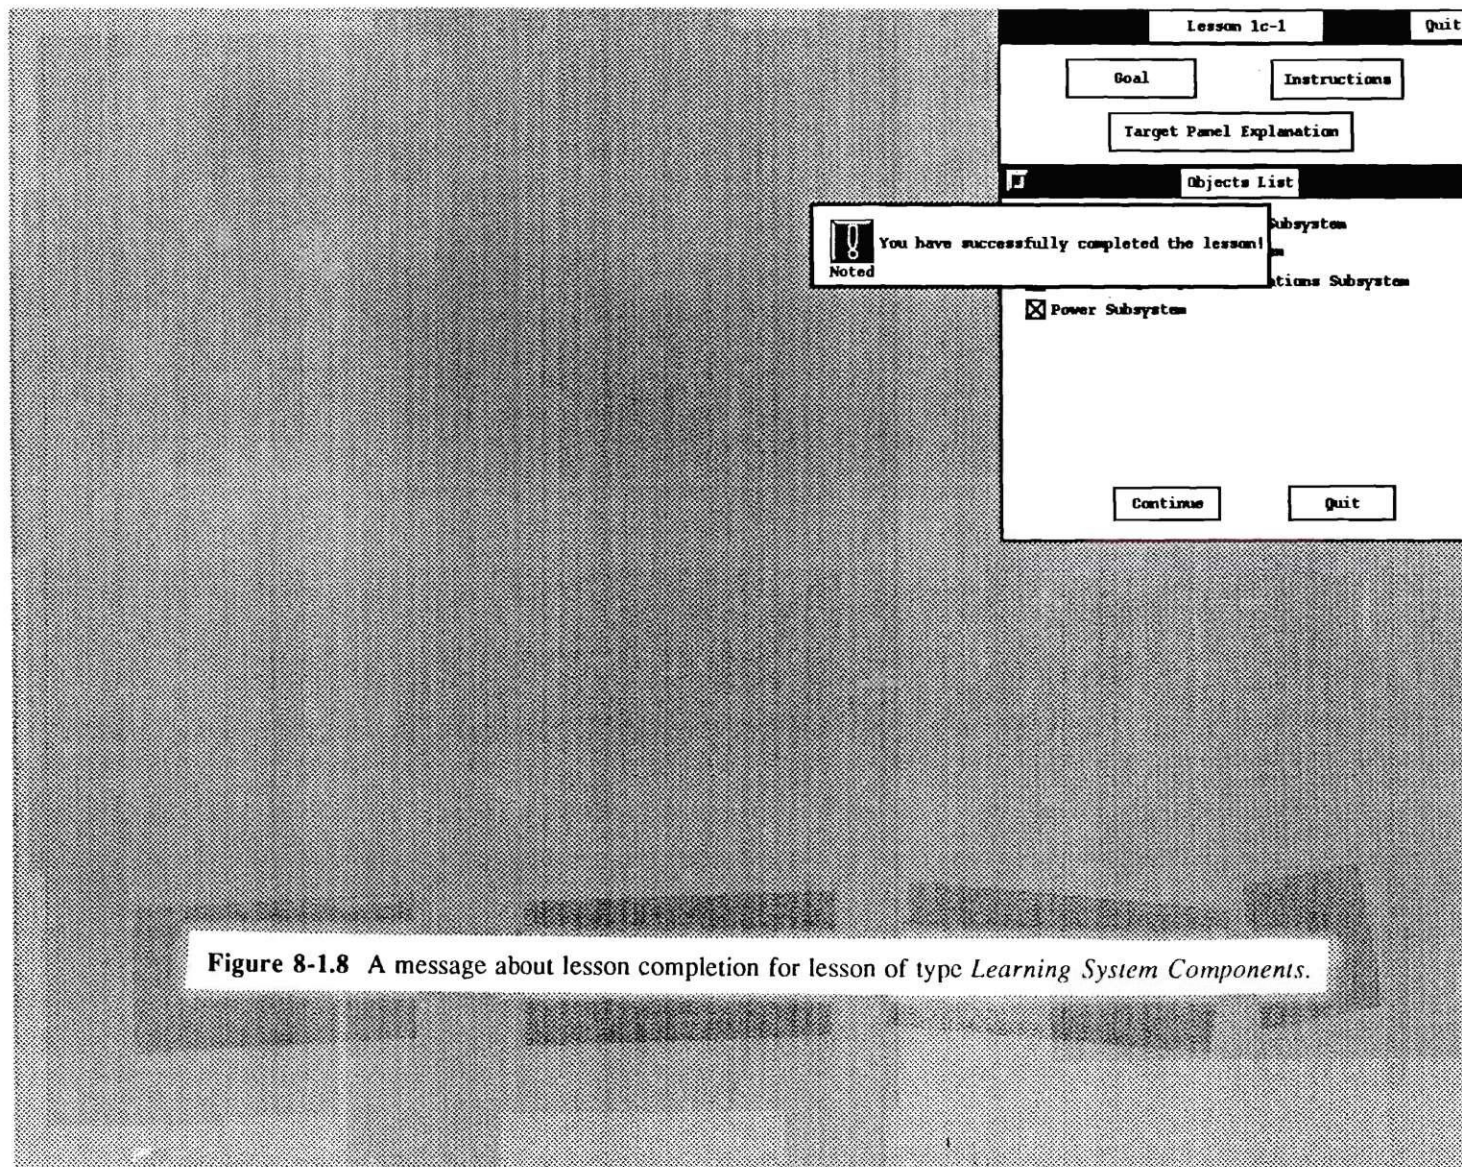 Lesson 1c-1 Quit
Goal Instructions
Target Panel Explanation
Objects List
Subsystem
You have successfully completed the lesson!
Noted
ations Subsystem
Power Subsystem
Continue Quit
Figure 8-1.8 A message about lesson completion for lesson of type Learning System Components.